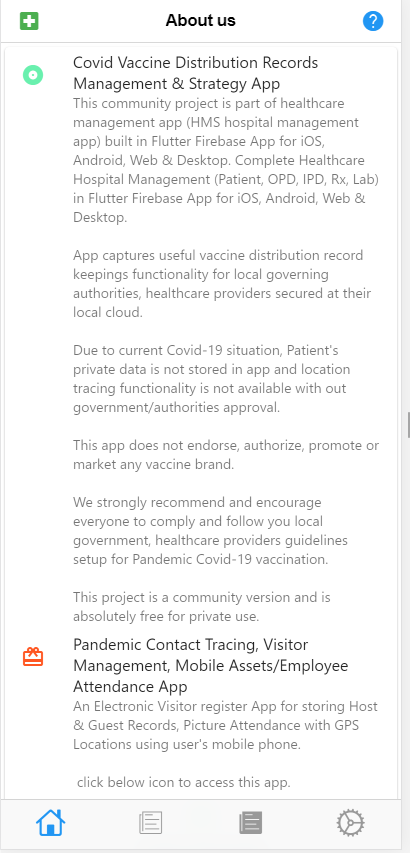 About us
Covid Vaccine Distribution Records
Management & Strategy App
This community project is part of healthcare
management app (HMS hospital management
app) built in Flutter Firebase App for iOS,
Android, Web & Desktop. Complete Healthcare
Hospital Management (Patient, OPD, IPD, Rx, Lab)
in Flutter Firebase App for iOS, Android, Web &
Desktop.
App captures useful vaccine distribution record
keepings functionality for local governing
authorities, healthcare providers secured at their
local cloud.
Due to current Covid-19 situation, Patient's
private data is not stored in app and location
tracing functionality is not available with out
government/authorities approval.
This app does not endorse, authorize, promote or
market any vaccine brand.
We strongly recommend and encourage
everyone to comply and follow you local
government, healthcare providers guidelines
setup for Pandemic Covid-19 vaccination.
This project is a community version and is
absolutely free for private use.
Pandemic Contact Tracing, Visitor
Management, Mobile Assets/Employee
Attendance App
An Electronic Visitor register App for storing Host
& Guest Records, Picture Attendance with GPS
Locations using user's mobile phone.
click below icon to access this app.